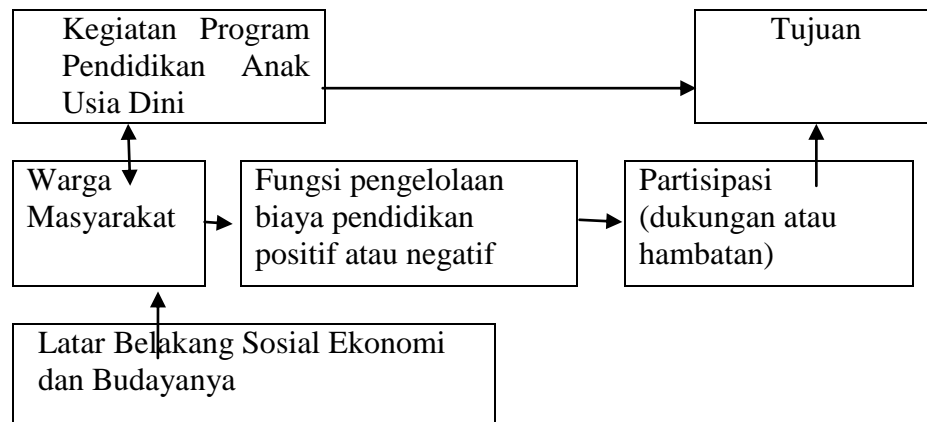 Kegiatan Program
Pendidikan Anak
Usia Dini
Tujuan
Warga
Masyarakat
Fungsi pengelolaan
biaya pendidikan
positif atau negatif
Partisipasi
(dukungan atau
hambatan)
Latar Belakang Sosial Ekonomi
dan Budayanya